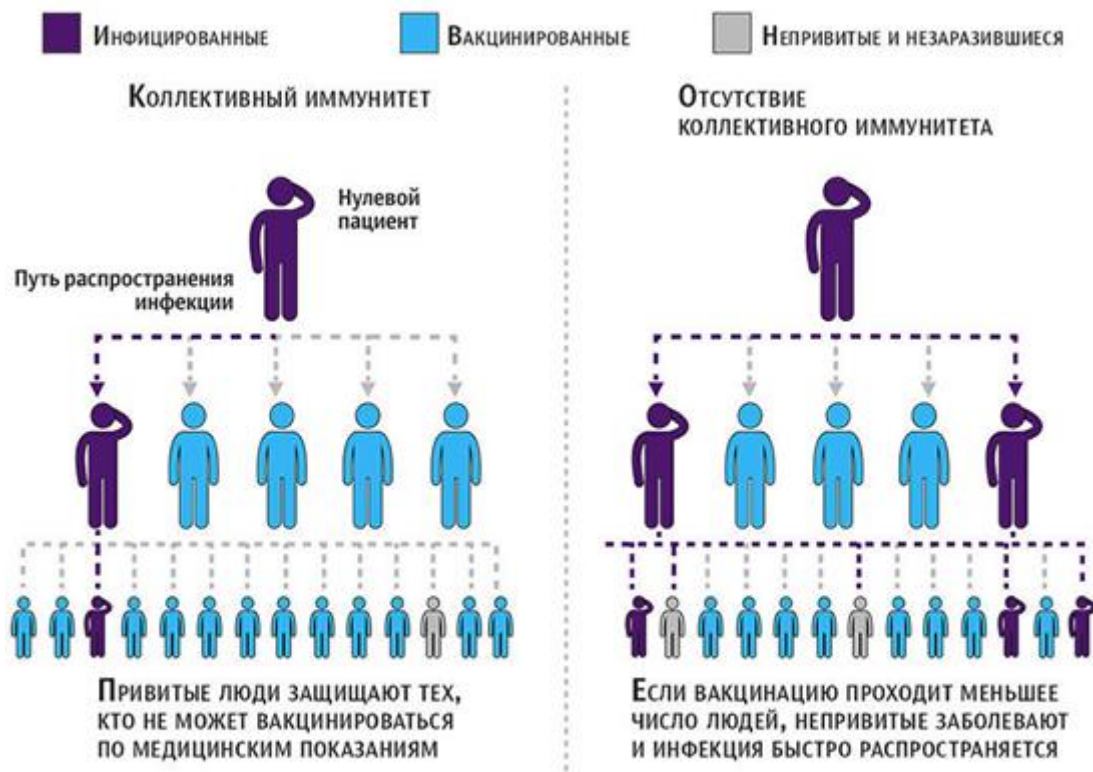 Инфицированные
Вакцинированные
Непривитые и незаразившиеся
Коллективный иммунитет
Нулевой
пациент
Путь распространения
инфекции
Привитые люди защищают тех,
кто не может вакцинироваться
по медицинским показаниям
Отсутствие
коллективного иммунитета
Если вакцинацию проходит меньшее
число людей, непривитые заболевают
и инфекция быстро распространяется